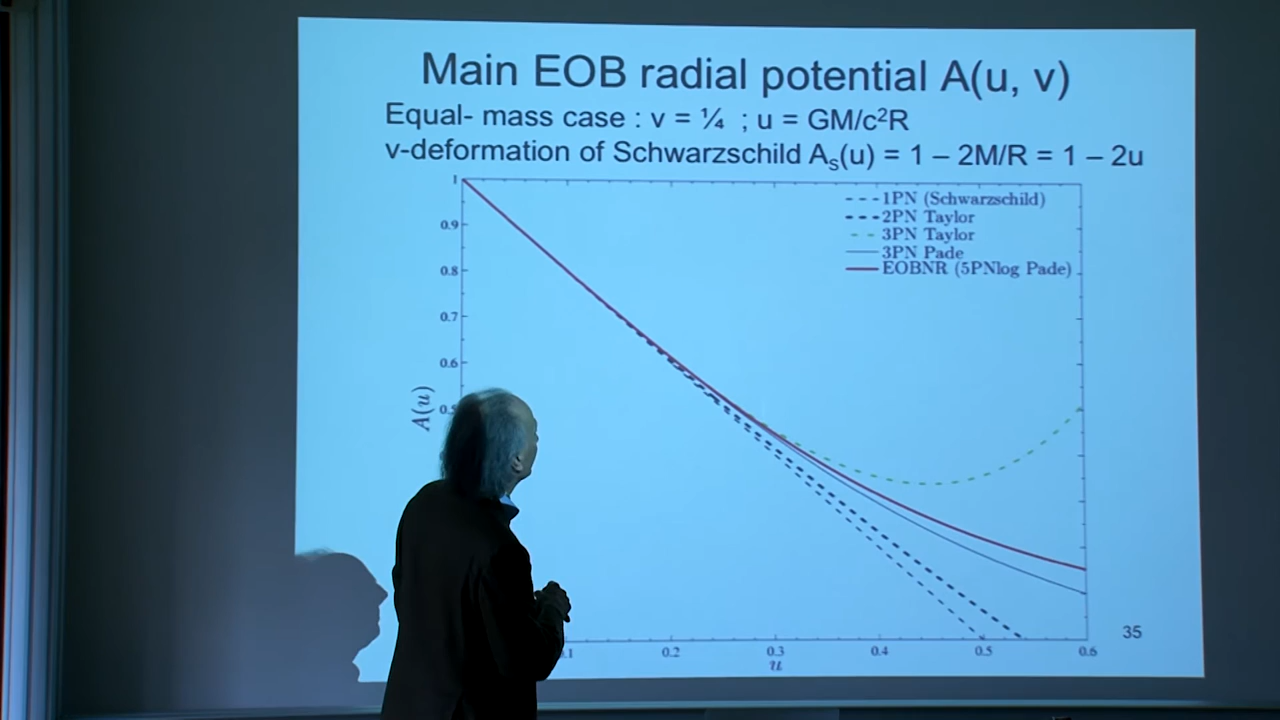 Main EOB radial potential A(u, ν)
Equal- mass case : ν = ¼ ; u = GM/c²R
ν-deformation of Schwarzschild Aₛ(u) = 1 – 2M/R = 1 – 2u
1PN (Schwarzschild)
2PN Taylor
3PN Taylor
3PN Pade
EOBNR (5PNlog Pade)
1
0.9
0.8
0.7
0.6
A(u)
0.2
0.3
0.4
0.5
0.6
u
35